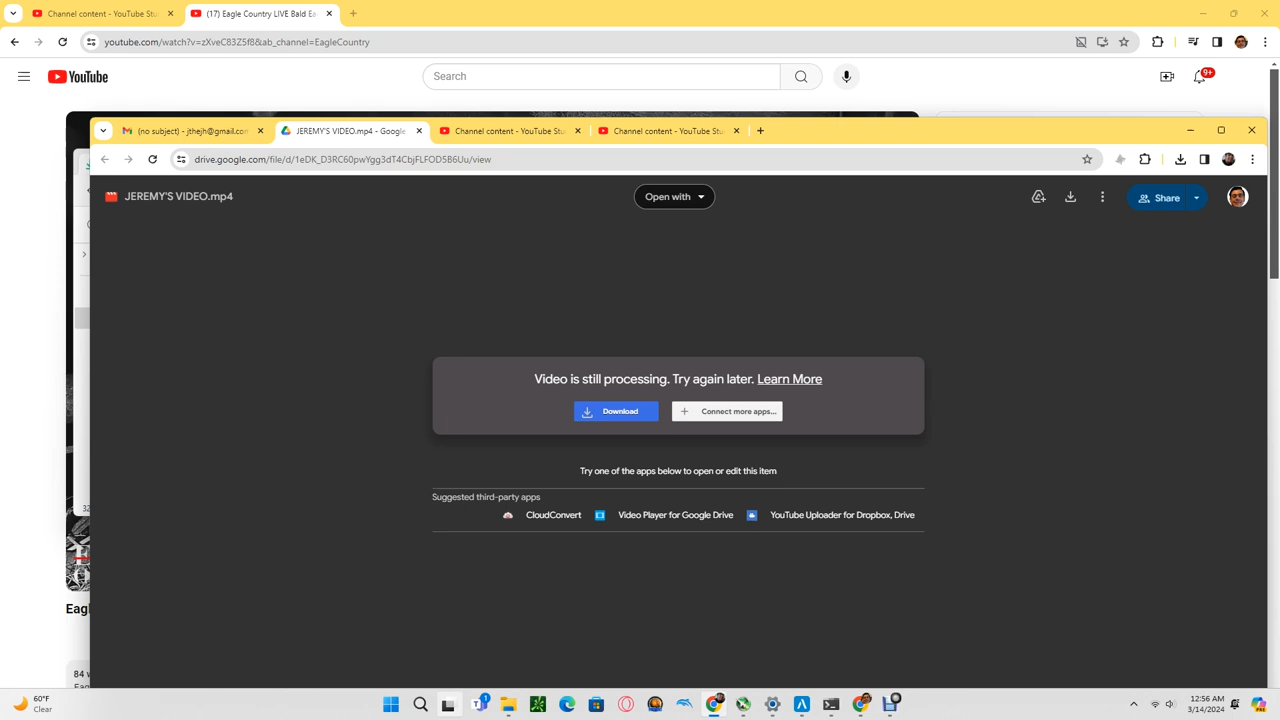 Channel content - YouTube Stu
(17) Eagle Country LIVE Bald Ea
youtube.com/watch?v=zXveC83Z5f8&ab_channel=EagleCountry
YouTube
Search
9+
(no subject) - jthejh@gmail.com
JEREMY'S VIDEO.mp4 - Google
Channel content - YouTube Stu
Channel content - YouTube Stu
drive.google.com/file/d/1eDK_D3RC60pwYgg3dT4CbjFLFOD5B6Uu/view
JEREMY'S VIDEO.mp4
Open with
Share
Video is still processing. Try again later. Learn More
Download
Connect more apps...
Try one of the apps below to open or edit this item
Suggested third-party apps
CloudConvert
Video Player for Google Drive
YouTube Uploader for Dropbox, Drive
32
Eagl
84 w
Eag
60°F
Clear
1
12:56 AM
3/14/2024